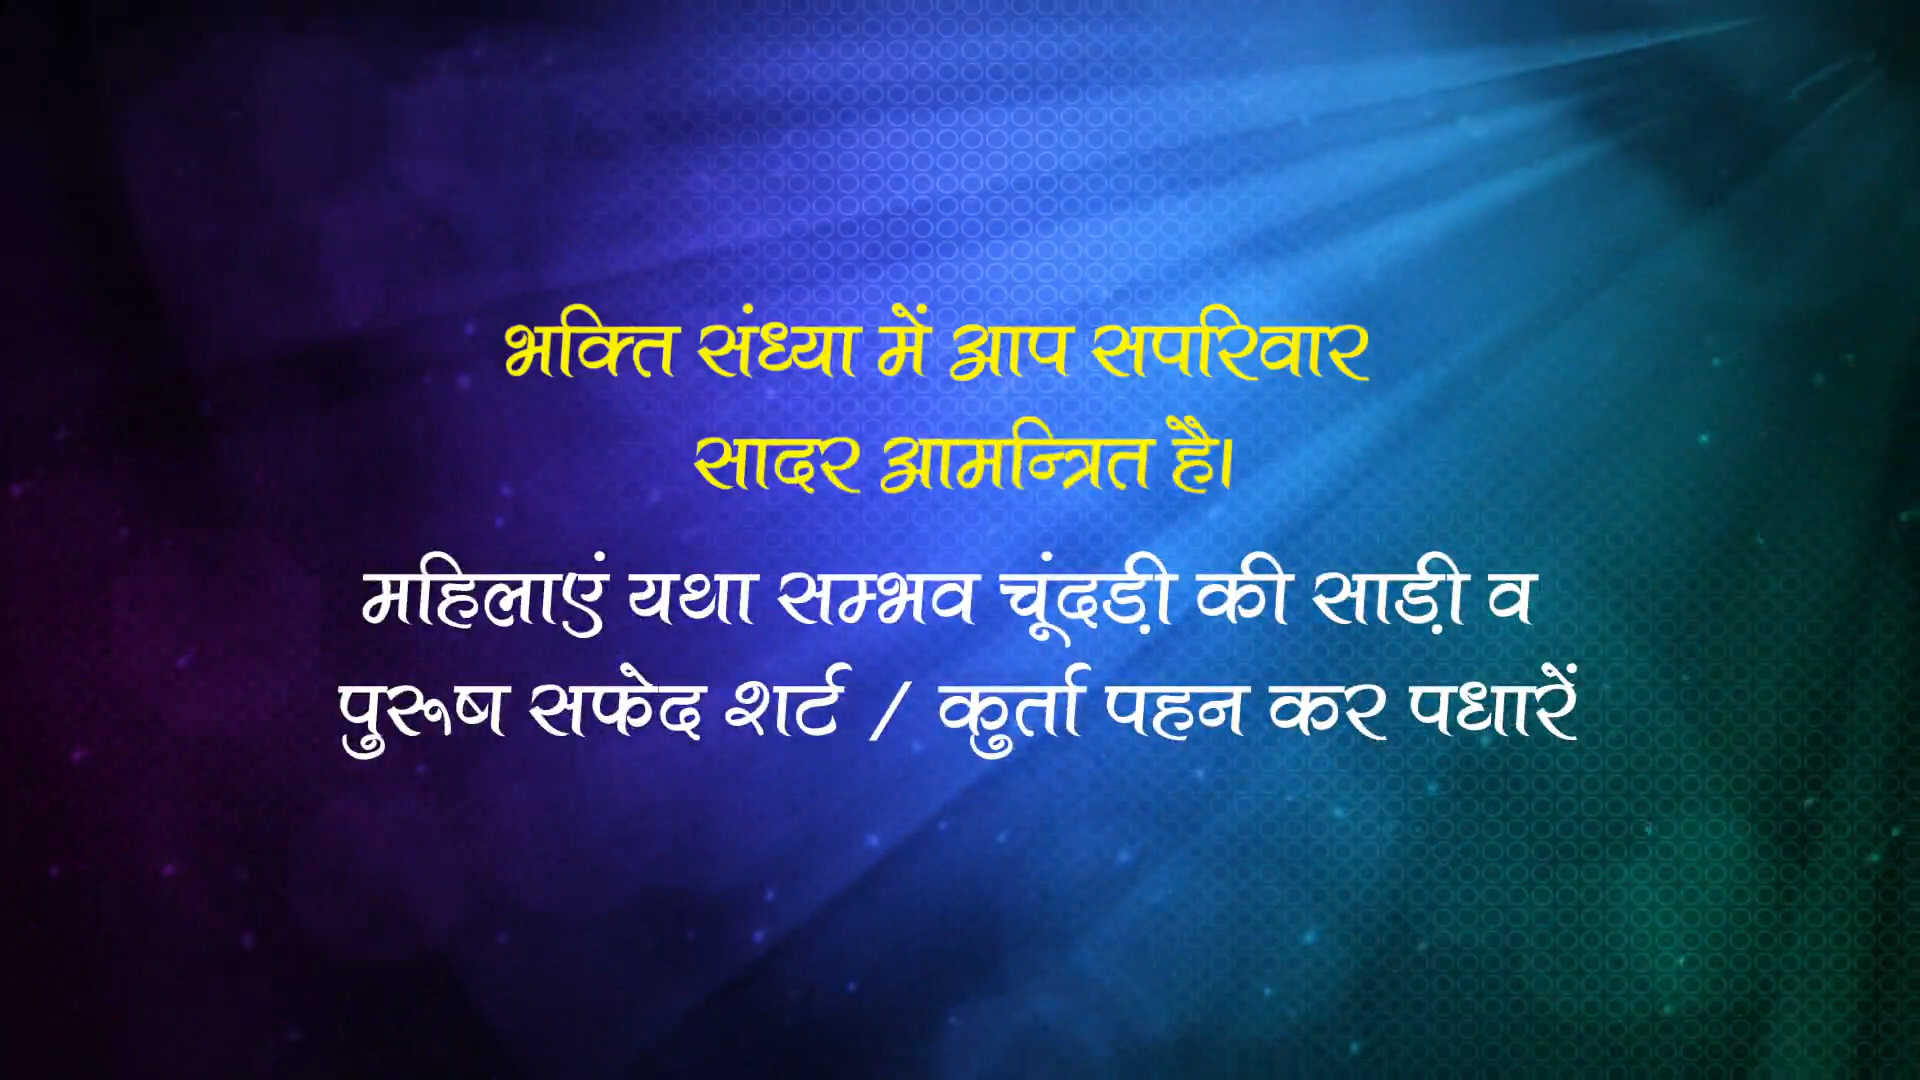 भक्ति संध्या में आप सपरिवार
सादर आमन्त्रित है।
महिलाएं यथा सम्भव चूंदड़ी की साड़ी व
पुरूष सफेद शर्ट / कुर्ता पहन कर पधारें